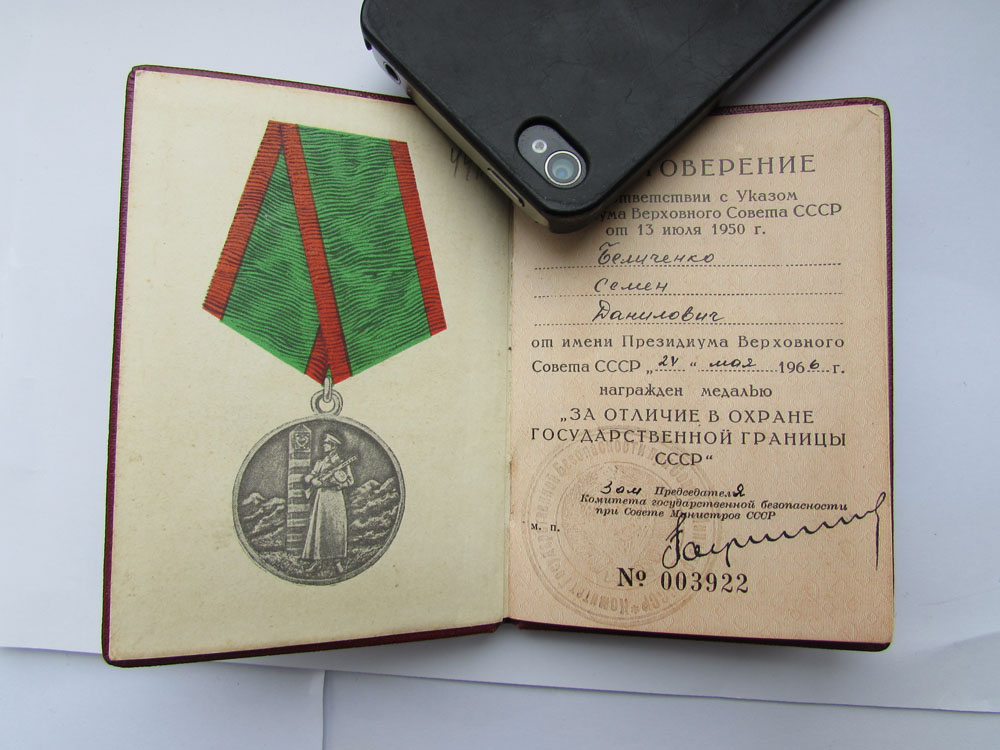 ТОВЕРЕНИЕ
тветствии с Указом
ума Верховного Совета СССР
от 13 июля 1950 г.
Беличенко
Семен
Данилович
от имени Президиума Верховного
Совета СССР „24“ мая 1966 г.
награжден медалью
„ЗА ОТЛИЧИЕ В ОХРАНЕ
ГОСУДАРСТВЕННОЙ ГРАНИЦЫ
СССР“
Зам Председателя
Комитета государственной безопасности
при Совете Министров СССР
м. п.
№ 003922